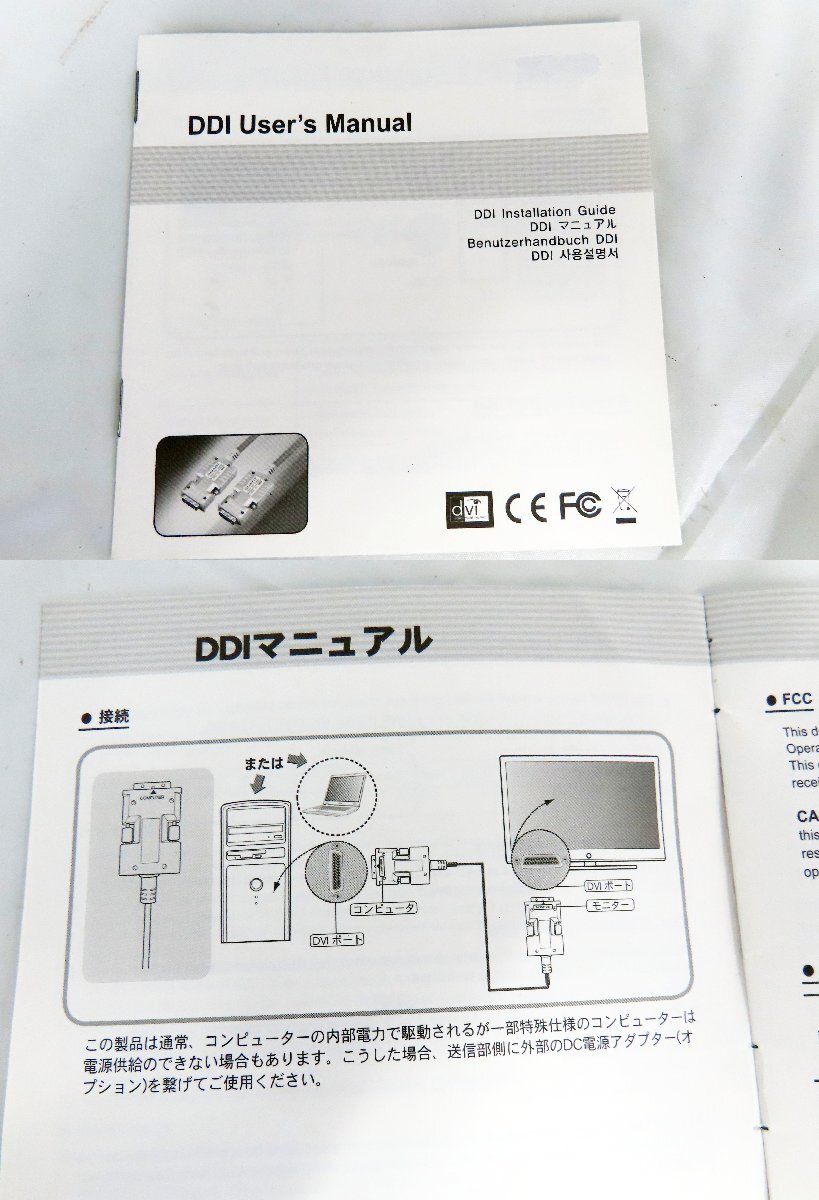 DDI User's Manual
DDI Installation Guide
DDI マニュアル
Benutzerhandbuch DDI
DDI 사용설명서
dvi
CE FC
DDIマニュアル
● 接続
または
COMPUTER
コンピュータ
DVI ポート
DVI ポート
モニター
この製品は通常、コンピューターの内部電力で駆動されるが一部特殊仕様のコンピューターは
電源供給のできない場合もあります。こうした場合、送信部側に外部のDC電源アダプター(オ
プション)を繋げてご使用ください。
● FCC
This d
Opera
This
recei
CA
this
res
op